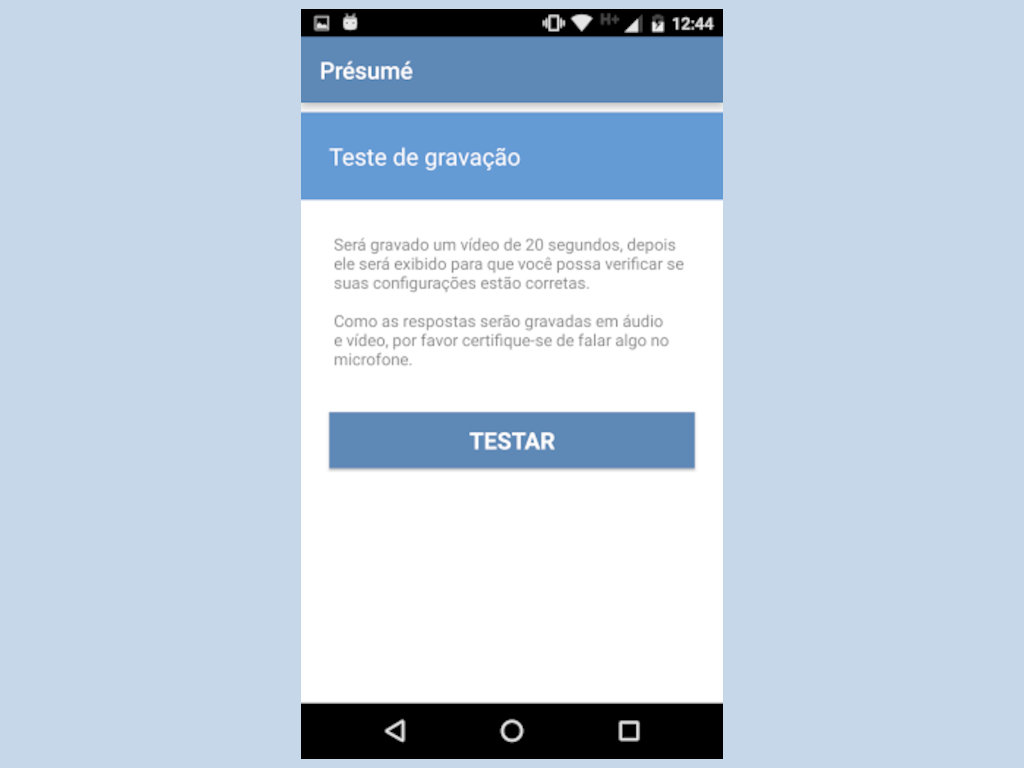 H+ 12:44
Présumé
Teste de gravação
Será gravado um vídeo de 20 segundos, depois
ele será exibido para que você possa verificar se
suas configurações estão corretas.
Como as respostas serão gravadas em áudio
e vídeo, por favor certifique-se de falar algo no
microfone.
TESTAR